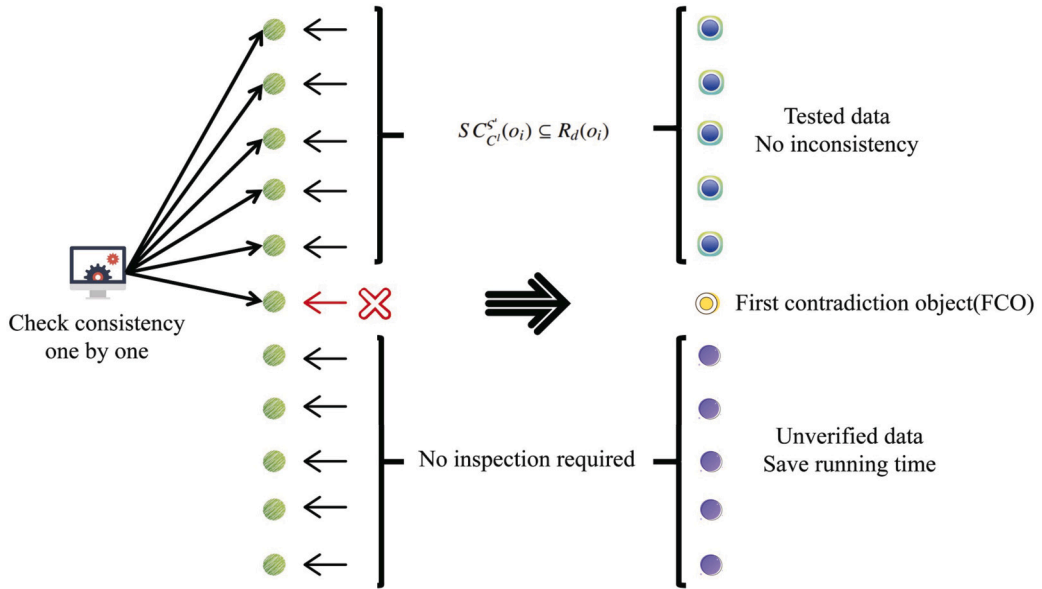 SC^{ς^t}_{C^l}(o_i) ⊆ R_d(o_i)
Tested data
No inconsistency
Check consistency
one by one
First contradiction object(FCO)
No inspection required
Unverified data
Save running time